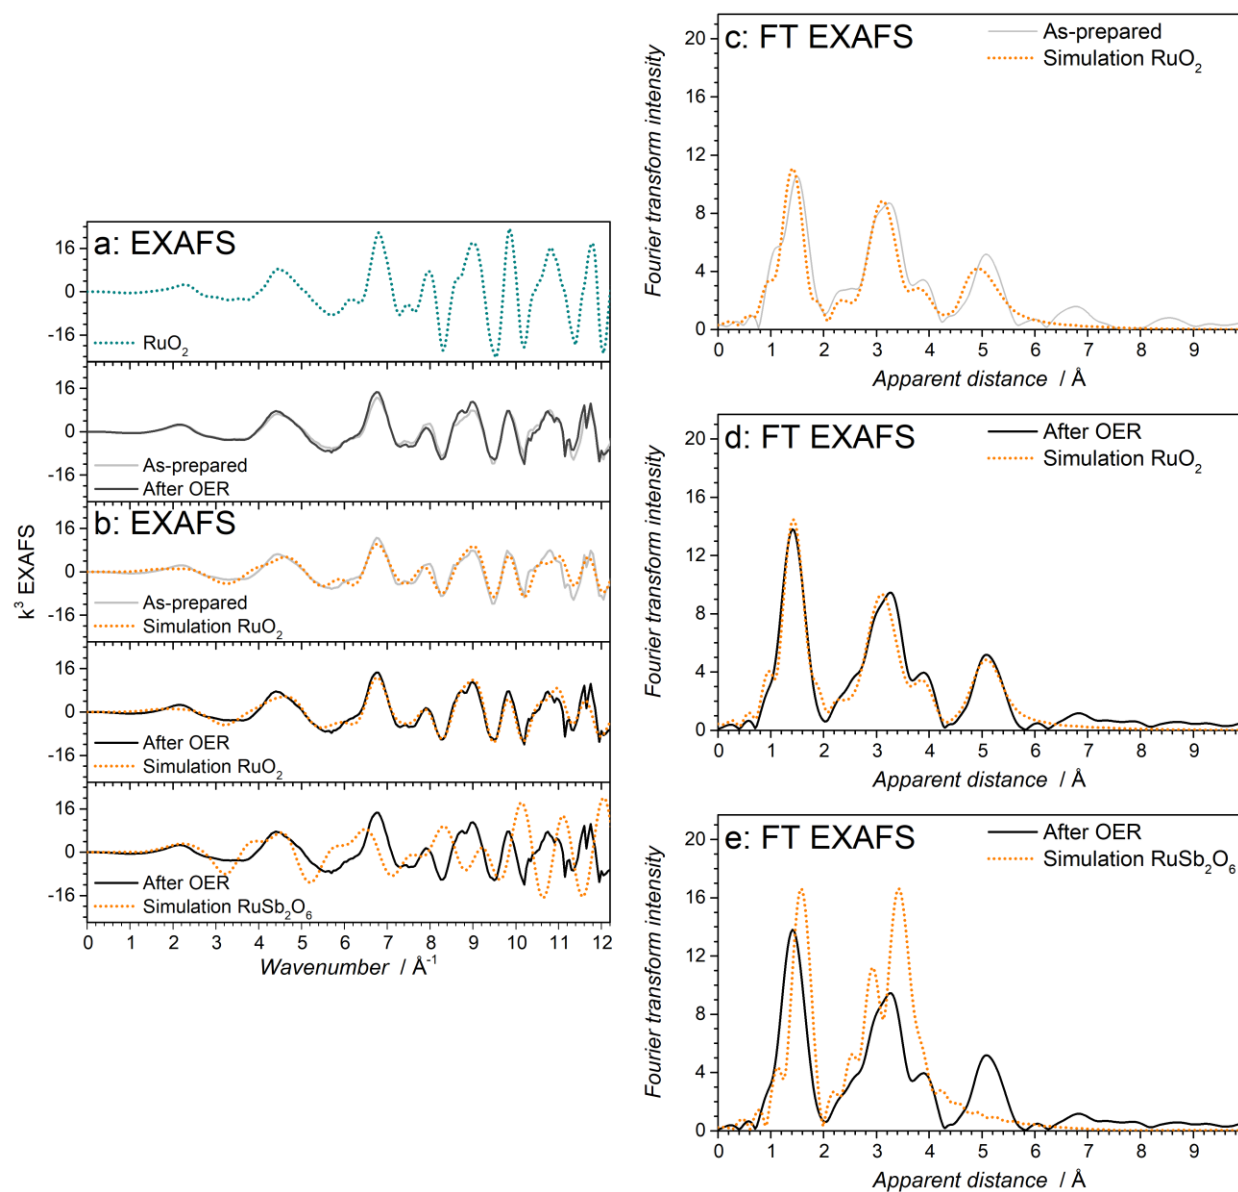 a: EXAFS
16
0
-16
RuO₂
16
0
-16
As-prepared
After OER
b: EXAFS
16
0
-16
As-prepared
Simulation RuO₂
16
0
-16
After OER
Simulation RuO₂
16
0
-16
After OER
Simulation RuSb₂O₆
k³ EXAFS
0 1 2 3 4 5 6 7 8 9 10 11 12
Wavenumber / Å⁻¹
c: FT EXAFS
As-prepared
Simulation RuO₂
20
16
12
8
4
0
Fourier transform intensity
0 1 2 3 4 5 6 7 8 9
Apparent distance / Å
d: FT EXAFS
After OER
Simulation RuO₂
20
16
12
8
4
0
Fourier transform intensity
0 1 2 3 4 5 6 7 8 9
Apparent distance / Å
e: FT EXAFS
After OER
Simulation RuSb₂O₆
20
16
12
8
4
0
Fourier transform intensity
0 1 2 3 4 5 6 7 8 9
Apparent distance / Å